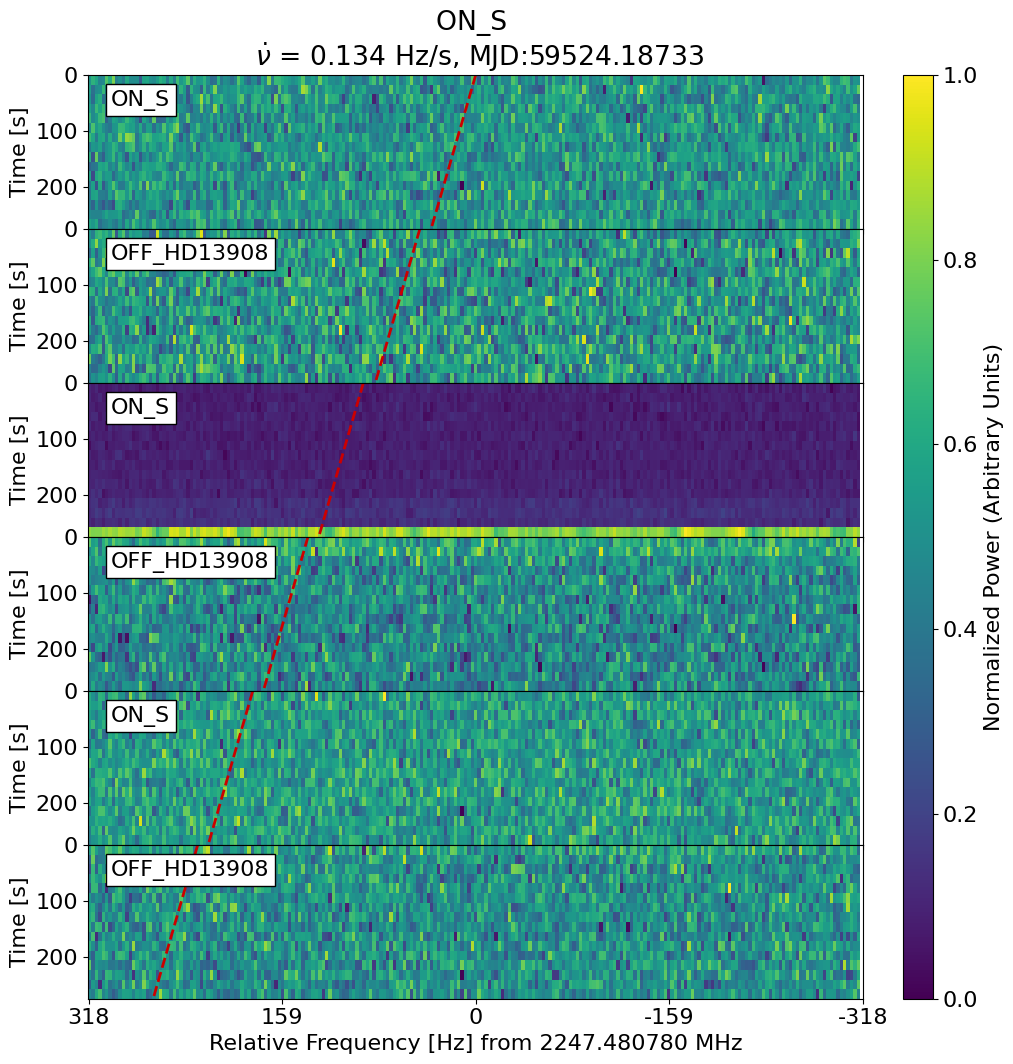 ON_S
ν̇ = 0.134 Hz/s, MJD:59524.18733
0
100
200
Time [s]
ON_S
0
100
200
Time [s]
OFF_HD13908
0
100
200
Time [s]
ON_S
0
100
200
Time [s]
OFF_HD13908
0
100
200
Time [s]
ON_S
0
100
200
Time [s]
OFF_HD13908
318 159 0 -159 -318
Relative Frequency [Hz] from 2247.480780 MHz
1.0
0.8
0.6
0.4
0.2
0.0
Normalized Power (Arbitrary Units)